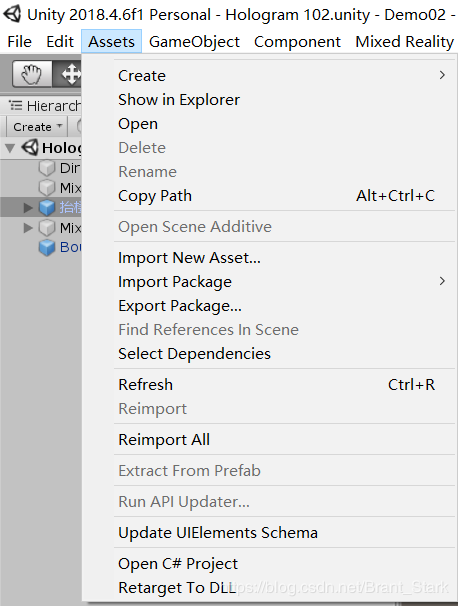 Unity 2018.4.6f1 Personal - Hologram 102.unity - Demo02 -
File Edit Assets GameObject Component Mixed Reality
Hierarch
Create
Holog
Dir
Mix
Mix
Bou
Create
Show in Explorer
Open
Delete
Rename
Copy Path Alt+Ctrl+C
Open Scene Additive
Import New Asset...
Import Package
Export Package...
Find References In Scene
Select Dependencies
Refresh Ctrl+R
Reimport
Reimport All
Extract From Prefab
Run API Updater...
Update UIElements Schema
Open C# Project
Retarget To DLL
https://blog.csdn.net/Brant_Stark